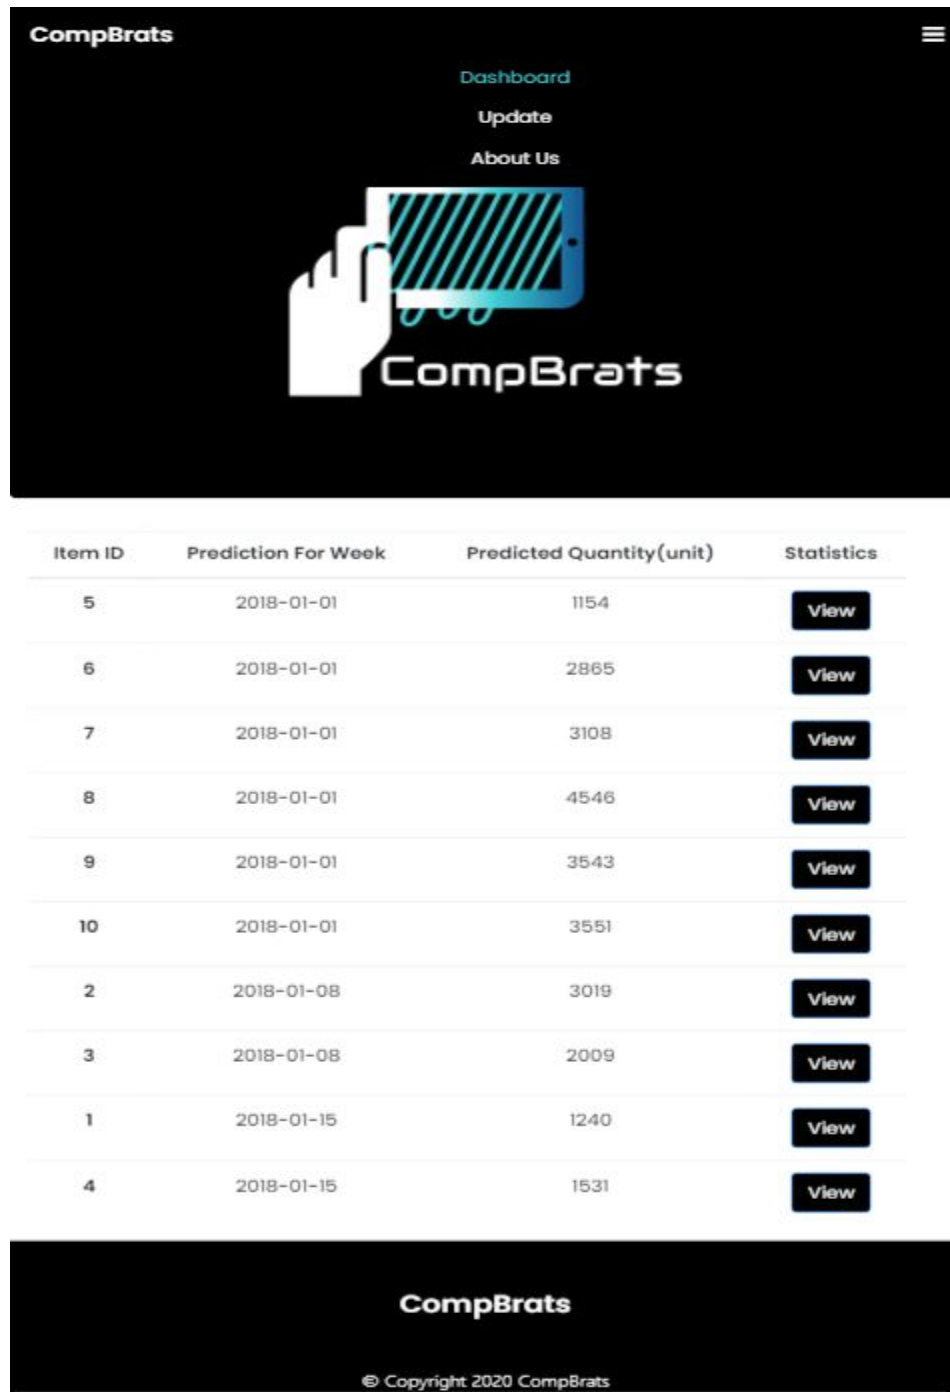 CompBrats
Dashboard
Update
About Us
CompBrats
Item ID Prediction For Week Predicted Quantity(unit) Statistics
5 2018-01-01 1154 View
6 2018-01-01 2865 View
7 2018-01-01 3108 View
8 2018-01-01 4546 View
9 2018-01-01 3543 View
10 2018-01-01 3551 View
2 2018-01-08 3019 View
3 2018-01-08 2009 View
1 2018-01-15 1240 View
4 2018-01-15 1531 View
CompBrats
© Copyright 2020 CompBrats